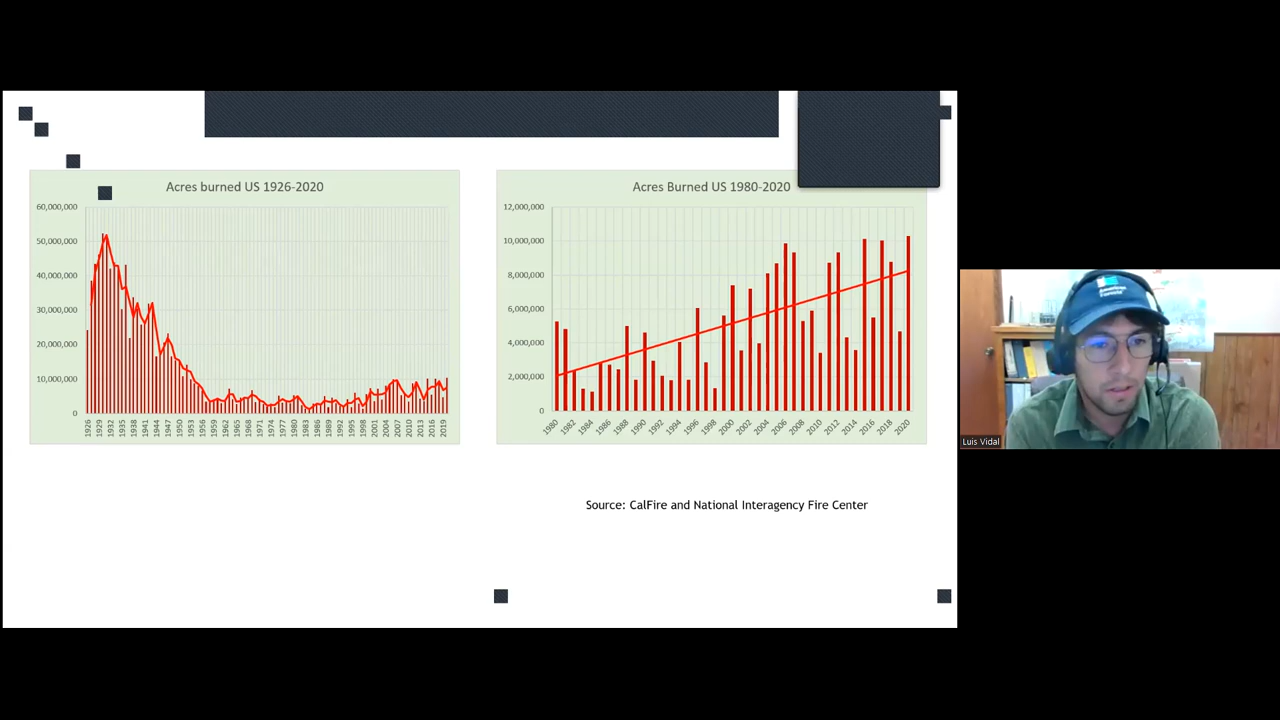 Acres burned US 1926-2020
60,000,000
50,000,000
40,000,000
30,000,000
20,000,000
10,000,000
0
1926 1929 1932 1935 1938 1941 1944 1947 1950 1953 1956 1959 1962 1965 1968 1971 1974 1977 1980 1983 1986 1989 1992 1995 1998 2001 2004 2007 2010 2013 2016 2019
Acres Burned US 1980-2020
12,000,000
10,000,000
8,000,000
6,000,000
4,000,000
2,000,000
0
1980 1982 1984 1986 1988 1990 1992 1994 1996 1998 2000 2002 2004 2006 2008 2010 2012 2014 2016 2018 2020
Source: CalFire and National Interagency Fire Center
Luis Vidal